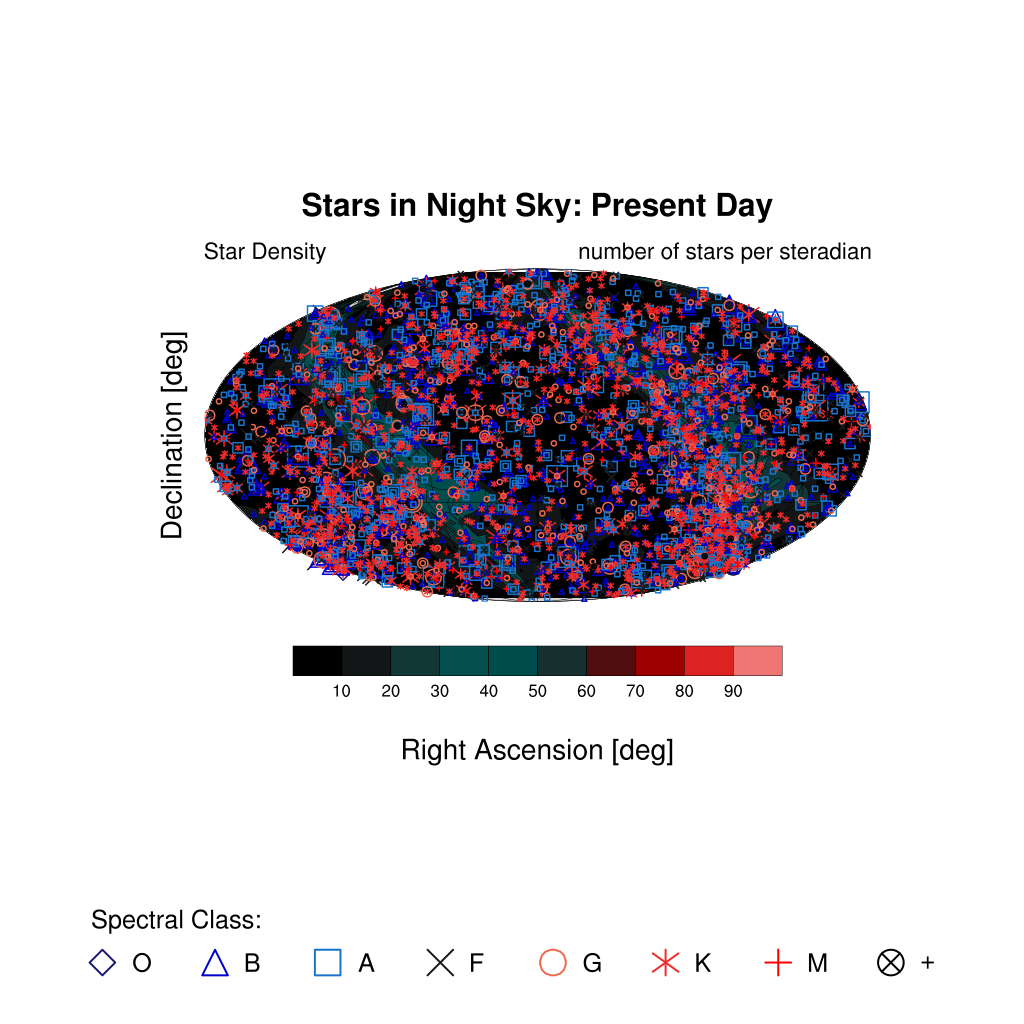 Stars in Night Sky: Present Day
Star Density number of stars per steradian
Declination [deg]
10 20 30 40 50 60 70 80 90
Right Ascension [deg]
Spectral Class:
O B A F G K M +